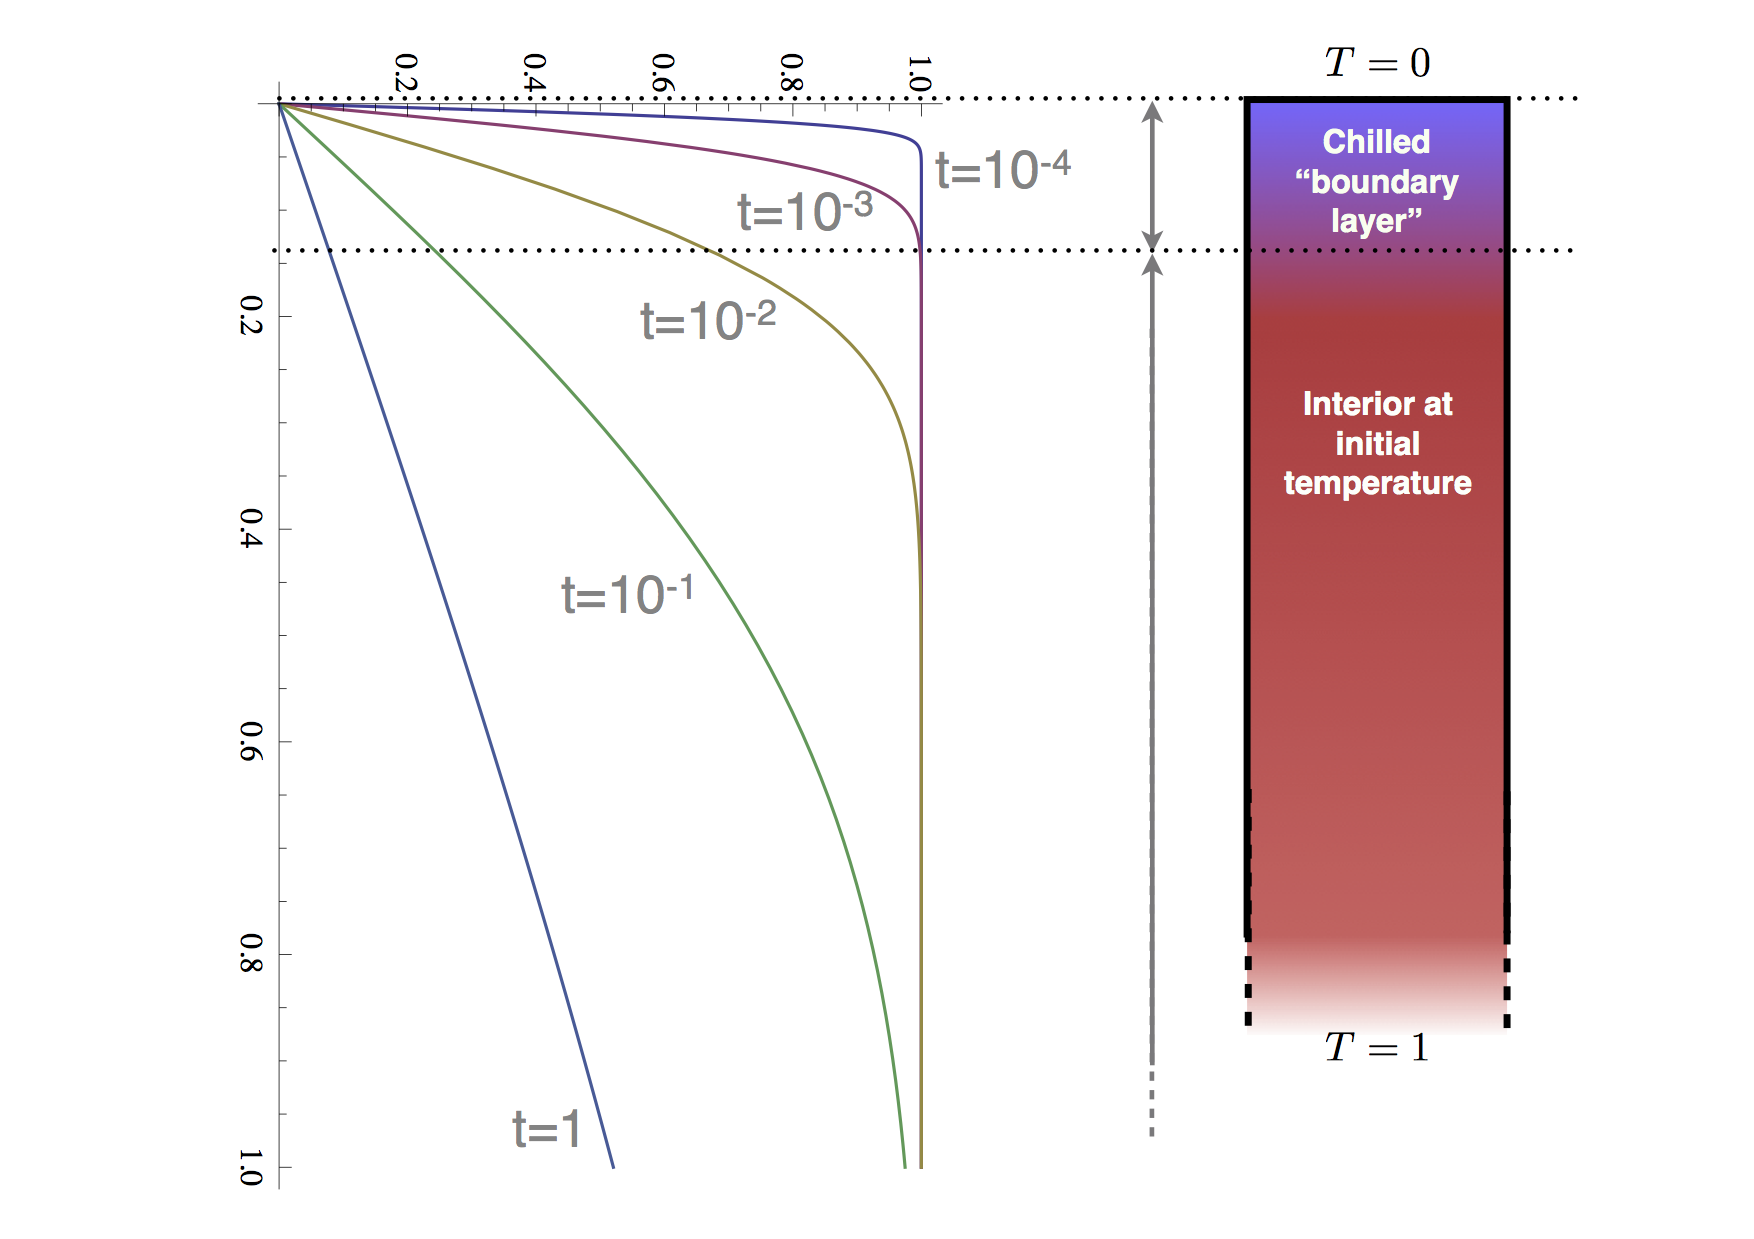 0.2 0.4 0.6 0.8 1.0
T = 0
Chilled
“boundary
layer”
t=10⁻⁴
t=10⁻³
0.2
t=10⁻²
Interior at
initial
temperature
0.4
t=10⁻¹
0.6
0.8
T = 1
t=1
1.0